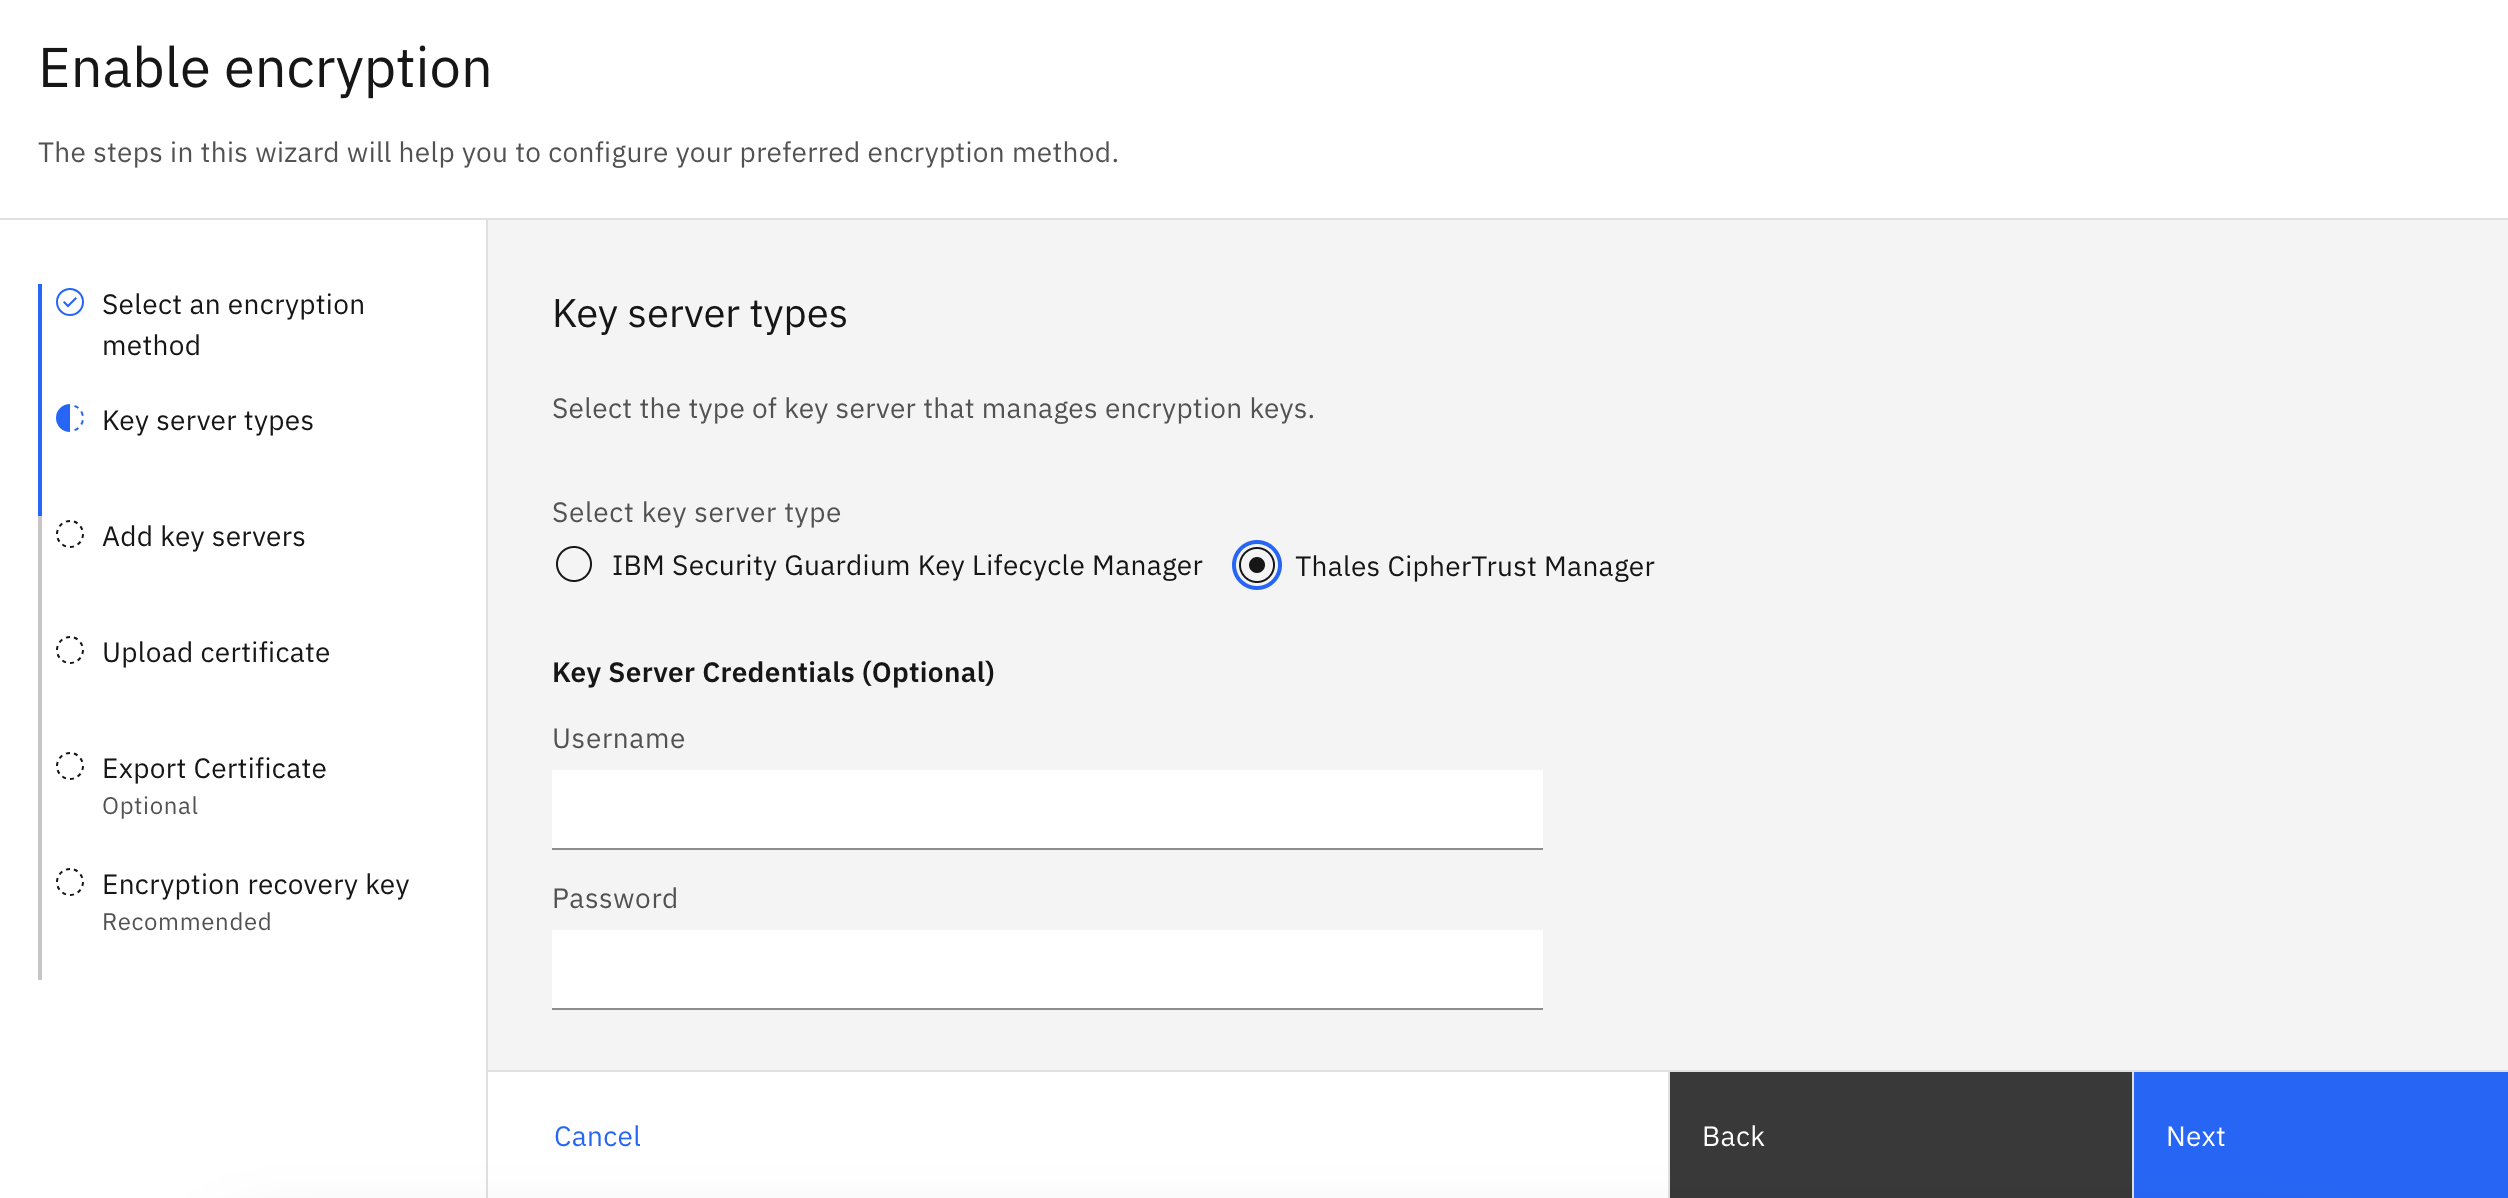 Enable encryption
The steps in this wizard will help you to configure your preferred encryption method.
Select an encryption
method
Key server types
Add key servers
Upload certificate
Export Certificate
Optional
Encryption recovery key
Recommended
Key server types
Select the type of key server that manages encryption keys.
Select key server type
IBM Security Guardium Key Lifecycle Manager
Thales CipherTrust Manager
Key Server Credentials (Optional)
Username
Password
Cancel
Back
Next